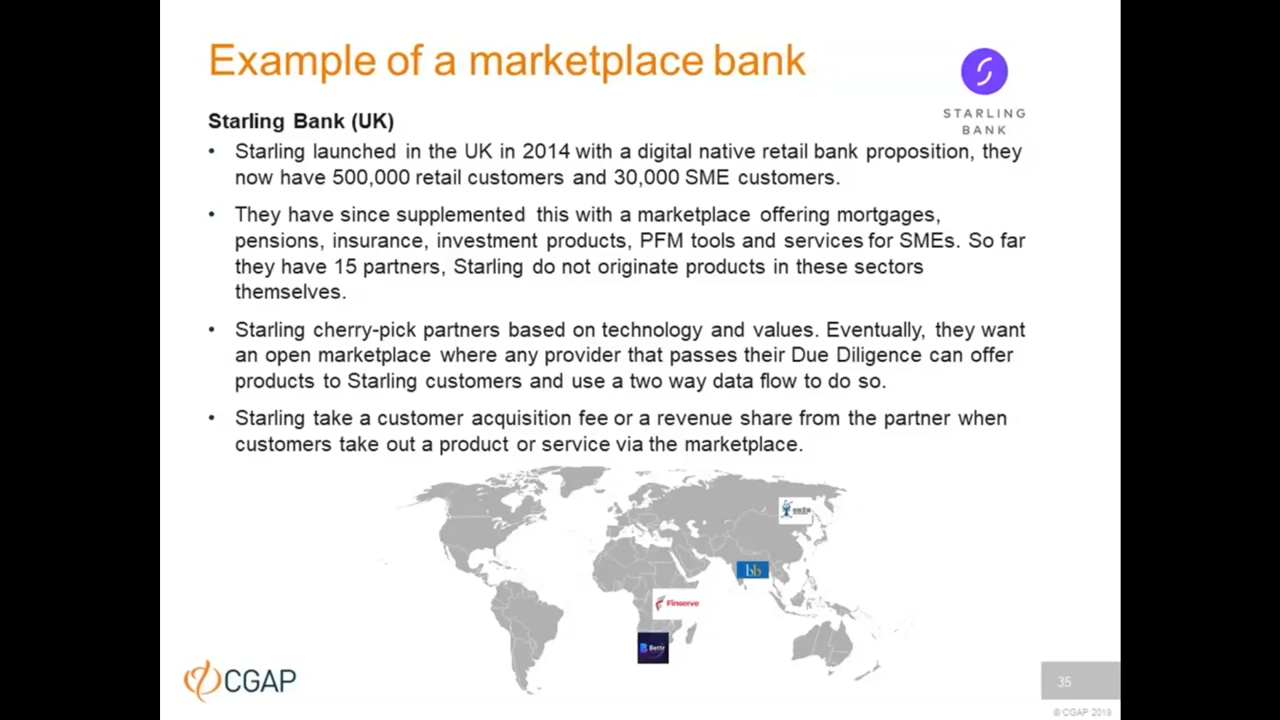 Example of a marketplace bank
STARLING
BANK
Starling Bank (UK)
• Starling launched in the UK in 2014 with a digital native retail bank proposition, they
now have 500,000 retail customers and 30,000 SME customers.
• They have since supplemented this with a marketplace offering mortgages,
pensions, insurance, investment products, PFM tools and services for SMEs. So far
they have 15 partners, Starling do not originate products in these sectors
themselves.
• Starling cherry-pick partners based on technology and values. Eventually, they want
an open marketplace where any provider that passes their Due Diligence can offer
products to Starling customers and use a two way data flow to do so.
• Starling take a customer acquisition fee or a revenue share from the partner when
customers take out a product or service via the marketplace.
bb
Finserve
Bettr
CGAP
35
© CGAP 2018